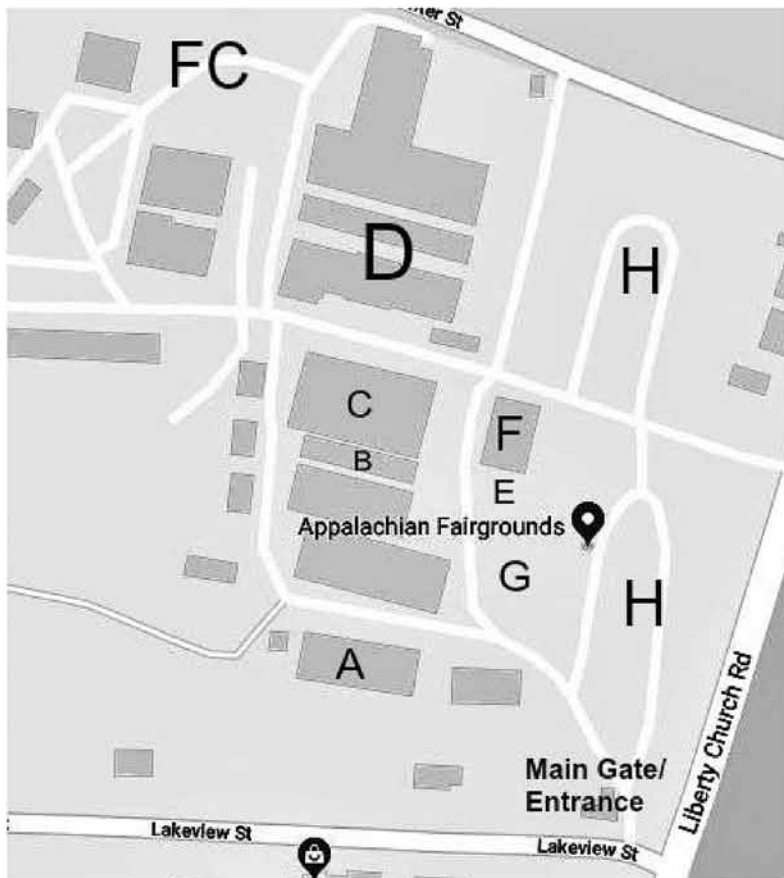 FC
D
H
C
B
F
E
Appalachian Fairgrounds
G
H
A
Main Gate/
Entrance
Liberty Church Rd
Lakeview St
Lakeview St